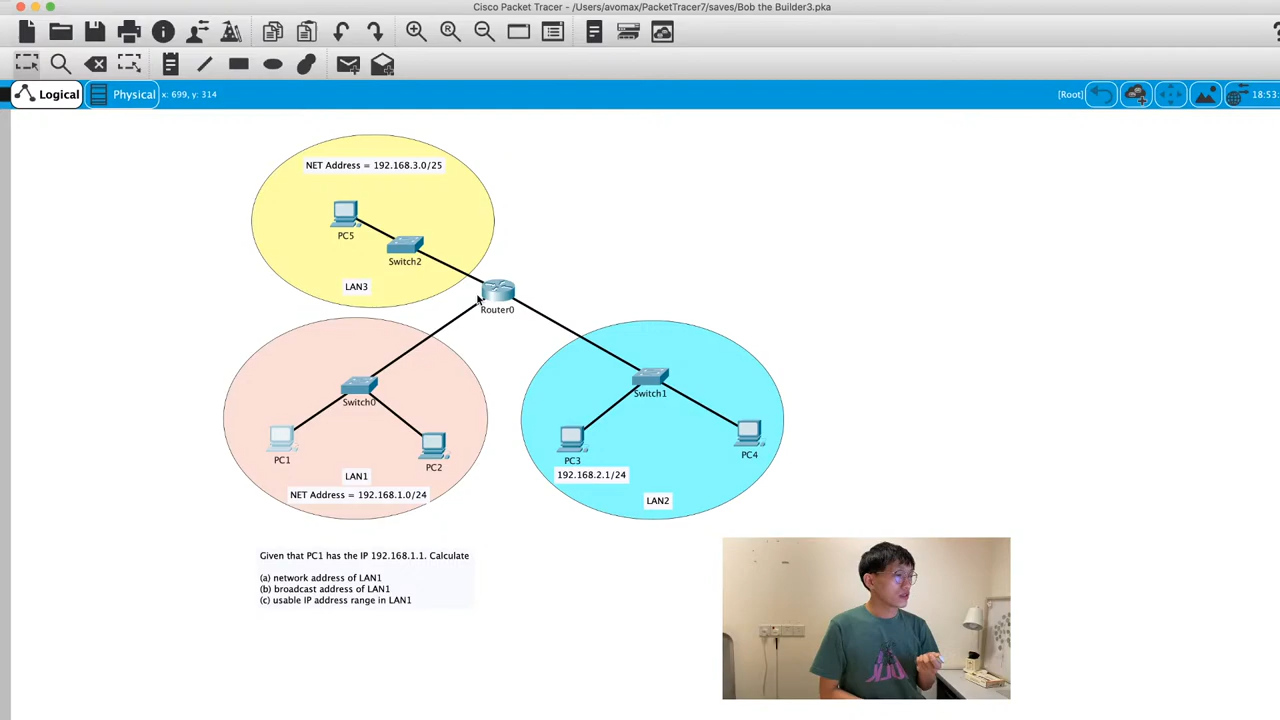 Cisco Packet Tracer - /Users/avomax/PacketTracer7/saves/Bob the Builder3.pka
Logical
Physical
x: 699, y: 314
[Root]
18:53:
NET Address = 192.168.3.0/25
PC5
Switch2
LAN3
Router0
Switch0
PC1
PC2
LAN1
NET Address = 192.168.1.0/24
Switch1
PC3
PC4
192.168.2.1/24
LAN2
Given that PC1 has the IP 192.168.1.1. Calculate
(a) network address of LAN1
(b) broadcast address of LAN1
(c) usable IP address range in LAN1